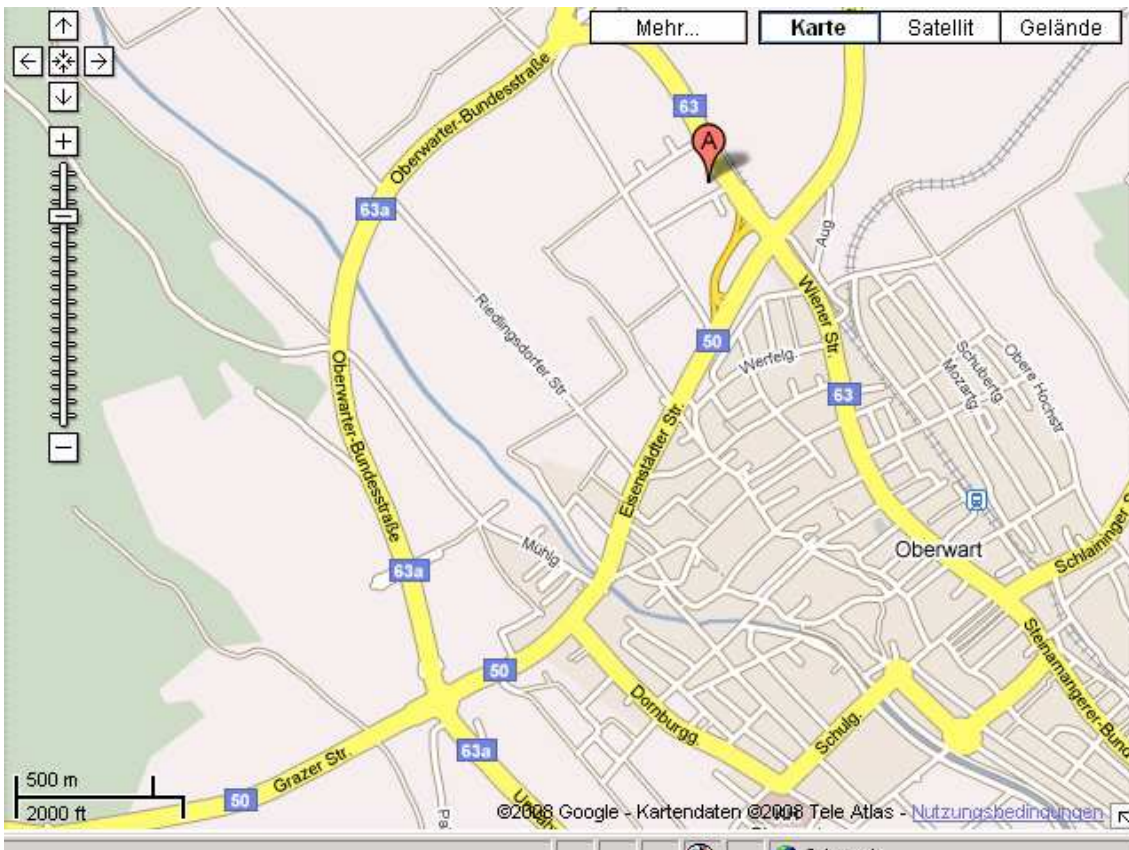 Mehr... Karte Satellit Gelände
Oberwarter-Bundesstraße
63
A
63a
Aug
Riedlingsdorfer Str.
Wiener Str.
50
Werfelg.
Schubertg.
Mozartg.
Obere Hochstr.
63
Oberwarter-Bundesstraße
Eisenstädter Str.
Mühlg.
Oberwart
Schlaininger
63a
Steinamangerer-Bund
50
Dornburgg.
Schulg.
63a
Grazer Str.
50
500 m
2000 ft
©2008 Google - Kartendaten ©2008 Tele Atlas - Nutzungsbedingungen